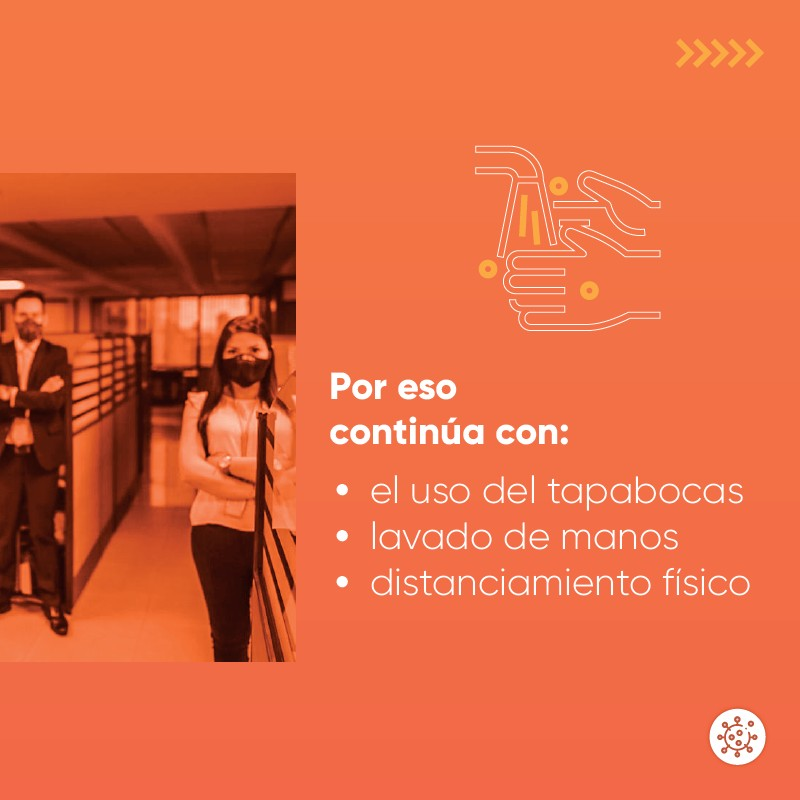 Por eso
continúa con:
• el uso del tapabocas
• lavado de manos
• distanciamiento físico